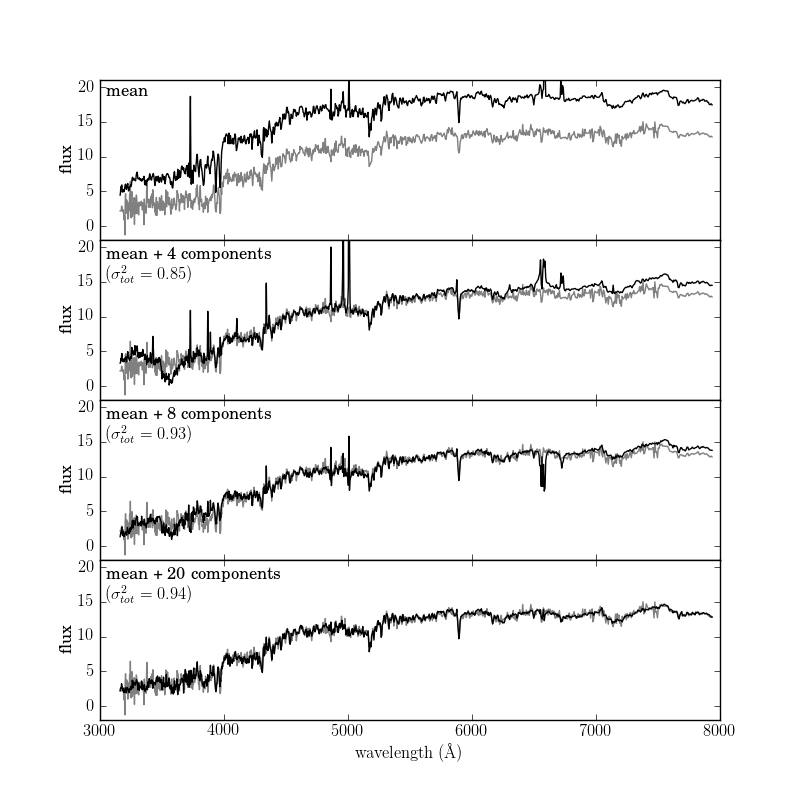 mean
20
15
10
5
0
flux
mean + 4 components
(σ²tot = 0.85)
20
15
10
5
0
flux
mean + 8 components
(σ²tot = 0.93)
20
15
10
5
0
flux
mean + 20 components
(σ²tot = 0.94)
20
15
10
5
0
flux
3000 4000 5000 6000 7000 8000
wavelength (Å)